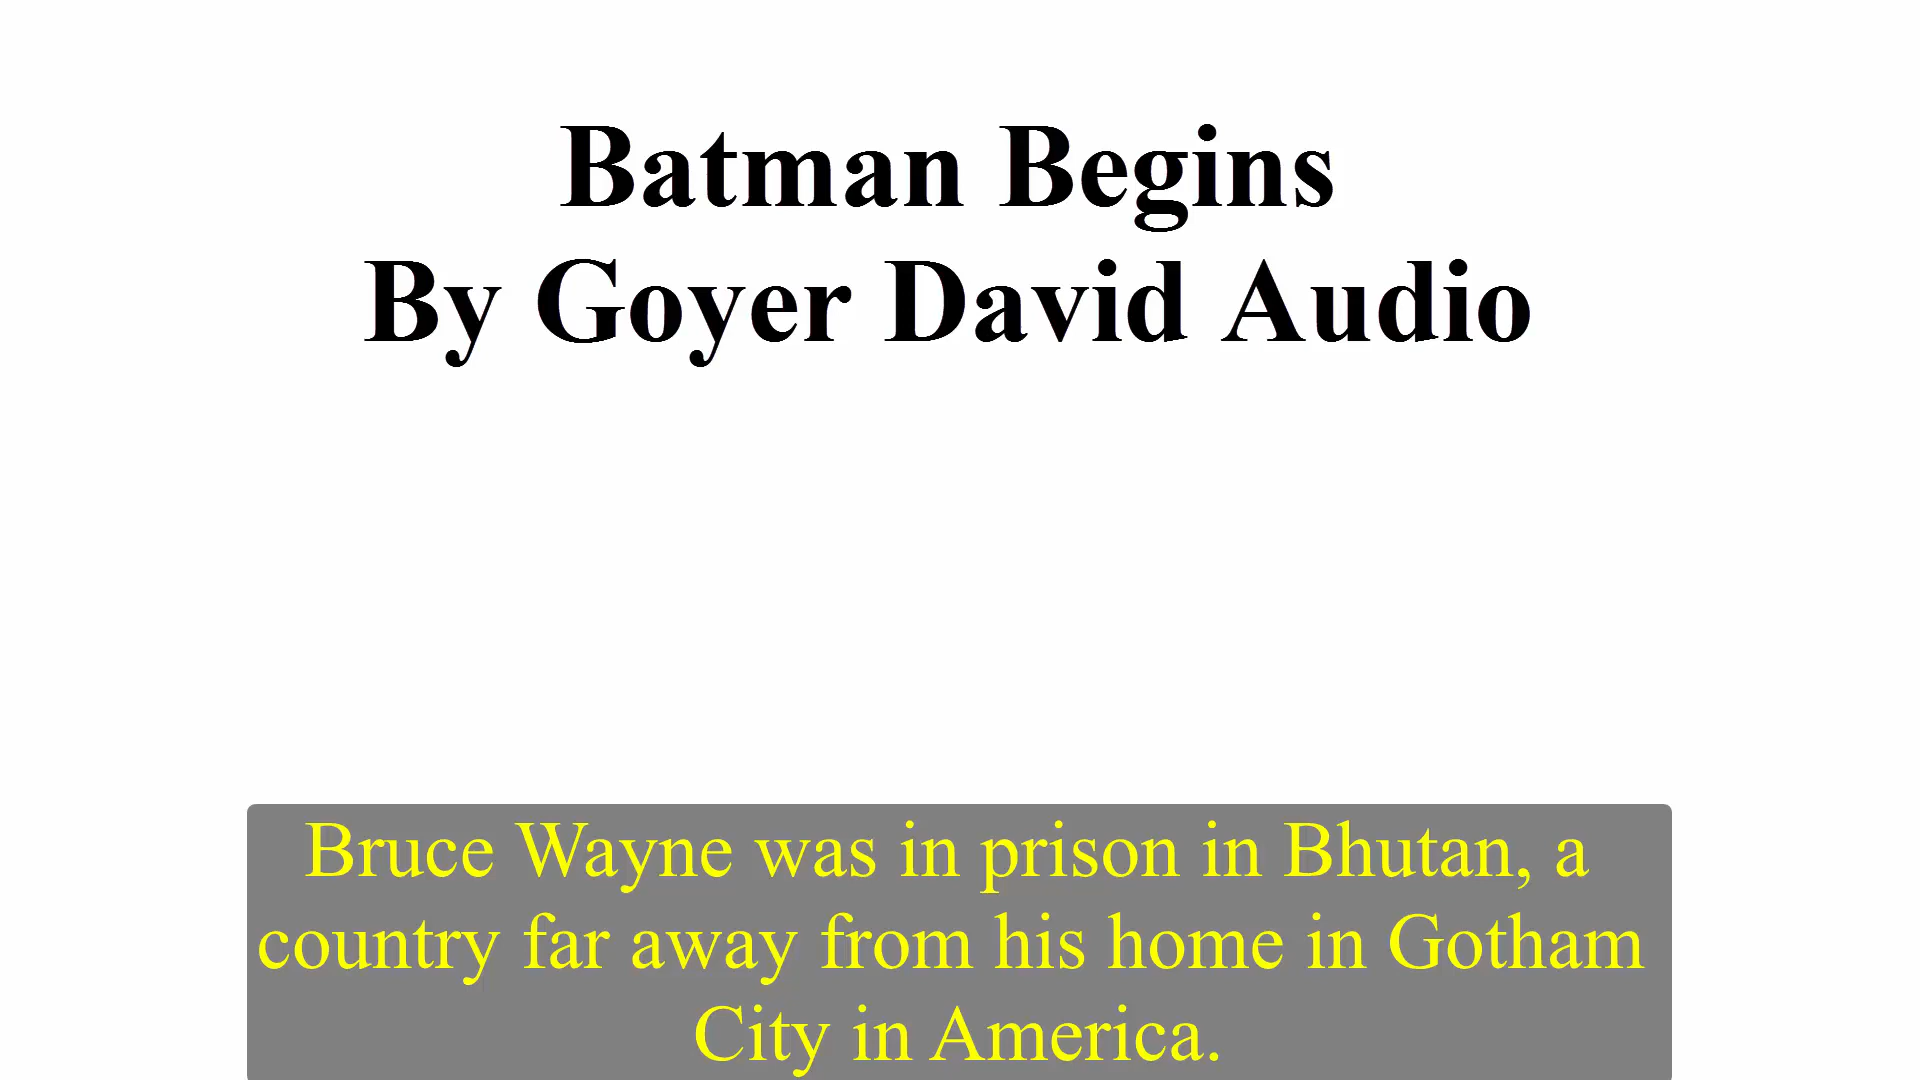 Batman Begins
By Goyer David Audio
Bruce Wayne was in prison in Bhutan, a
country far away from his home in Gotham
City in America.